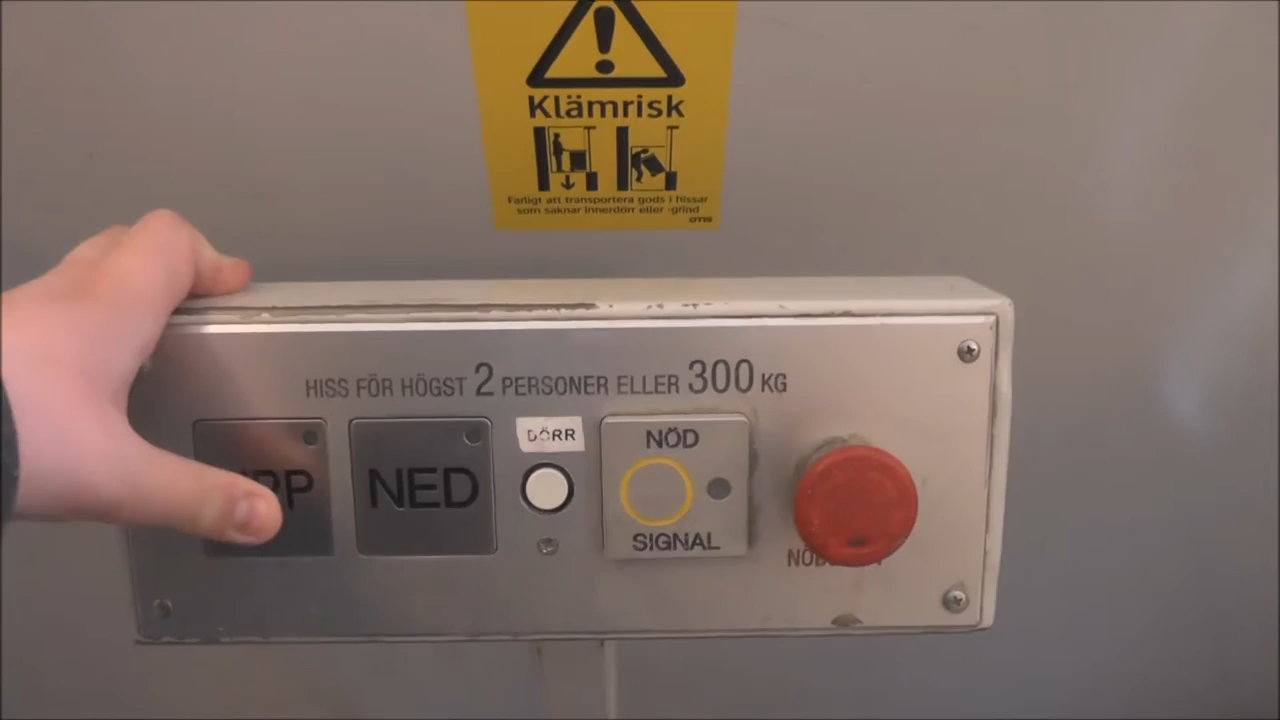 Klämrisk
Farligt att transportera gods i hissar
som saknar innerdörr eller -grind
OTIS
HISS FÖR HÖGST 2 PERSONER ELLER 300 KG
NED
DÖRR
NÖD
SIGNAL